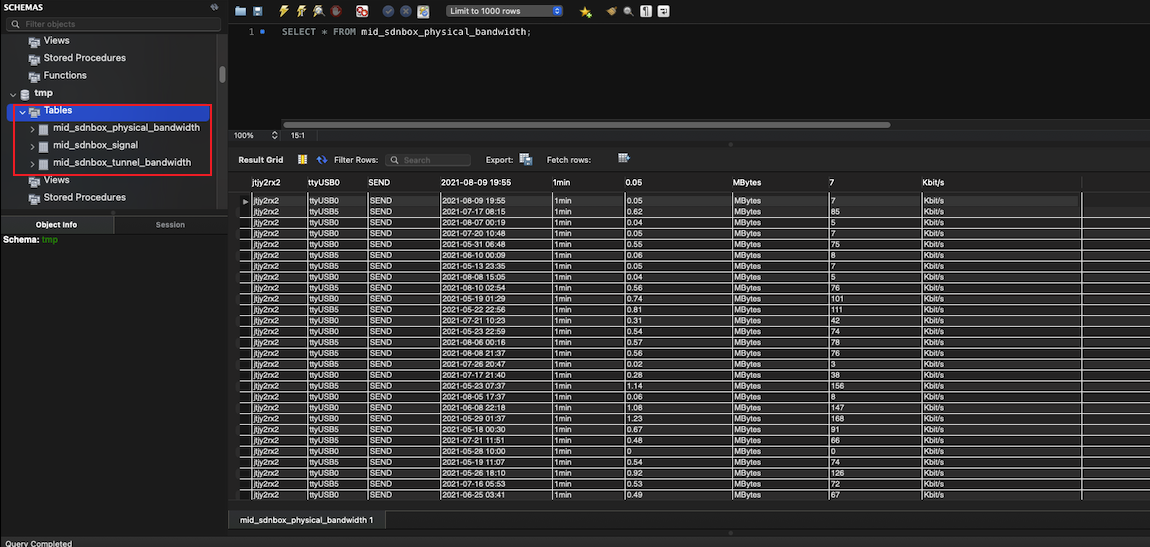 SCHEMAS
Filter objects
Views
Stored Procedures
Functions
tmp
Tables
mid_sdnbox_physical_bandwidth
mid_sdnbox_signal
mid_sdnbox_tunnel_bandwidth
Views
Stored Procedures
Object Info Session
Schema: tmp
Limit to 1000 rows
1 SELECT * FROM mid_sdnbox_physical_bandwidth;
100% 15:1
Result Grid Filter Rows: Search Export: Fetch rows:
jtjy2rx2 ttyUSB0 SEND 2021-08-09 19:55 1min 0.05 MBytes 7 Kbit/s
jtjy2rx2 ttyUSB0 SEND 2021-08-09 19:55 1min 0.05 MBytes 7 Kbit/s
jtjy2rx2 ttyUSB5 SEND 2021-07-17 08:15 1min 0.62 MBytes 85 Kbit/s
jtjy2rx2 ttyUSB0 SEND 2021-08-07 00:19 1min 0.04 MBytes 5 Kbit/s
jtjy2rx2 ttyUSB0 SEND 2021-07-20 10:48 1min 0.05 MBytes 7 Kbit/s
jtjy2rx2 ttyUSB0 SEND 2021-05-31 06:48 1min 0.55 MBytes 75 Kbit/s
jtjy2rx2 ttyUSB5 SEND 2021-06-10 00:09 1min 0.06 MBytes 8 Kbit/s
jtjy2rx2 ttyUSB5 SEND 2021-05-13 23:35 1min 0.05 MBytes 7 Kbit/s
jtjy2rx2 ttyUSB0 SEND 2021-08-08 15:05 1min 0.04 MBytes 5 Kbit/s
jtjy2rx2 ttyUSB5 SEND 2021-08-10 02:54 1min 0.56 MBytes 76 Kbit/s
jtjy2rx2 ttyUSB0 SEND 2021-05-19 01:29 1min 0.74 MBytes 101 Kbit/s
jtjy2rx2 ttyUSB5 SEND 2021-05-22 22:56 1min 0.81 MBytes 111 Kbit/s
jtjy2rx2 ttyUSB0 SEND 2021-07-21 10:23 1min 0.31 MBytes 42 Kbit/s
jtjy2rx2 ttyUSB0 SEND 2021-05-23 22:59 1min 0.54 MBytes 74 Kbit/s
jtjy2rx2 ttyUSB5 SEND 2021-08-06 00:16 1min 0.57 MBytes 78 Kbit/s
jtjy2rx2 ttyUSB5 SEND 2021-08-08 21:37 1min 0.56 MBytes 76 Kbit/s
jtjy2rx2 ttyUSB5 SEND 2021-07-26 20:47 1min 0.02 MBytes 3 Kbit/s
jtjy2rx2 ttyUSB0 SEND 2021-07-17 21:40 1min 0.28 MBytes 38 Kbit/s
jtjy2rx2 ttyUSB5 SEND 2021-05-23 07:37 1min 1.14 MBytes 156 Kbit/s
jtjy2rx2 ttyUSB0 SEND 2021-08-05 17:37 1min 0.06 MBytes 8 Kbit/s
jtjy2rx2 ttyUSB0 SEND 2021-06-08 22:18 1min 1.08 MBytes 147 Kbit/s
jtjy2rx2 ttyUSB0 SEND 2021-05-29 01:37 1min 1.23 MBytes 168 Kbit/s
jtjy2rx2 ttyUSB5 SEND 2021-05-18 00:30 1min 0.67 MBytes 91 Kbit/s
jtjy2rx2 ttyUSB5 SEND 2021-07-21 11:51 1min 0.48 MBytes 66 Kbit/s
jtjy2rx2 ttyUSB0 SEND 2021-05-28 10:00 1min 0 MBytes 0 Kbit/s
jtjy2rx2 ttyUSB5 SEND 2021-05-19 11:07 1min 0.54 MBytes 74 Kbit/s
jtjy2rx2 ttyUSB0 SEND 2021-05-26 18:10 1min 0.92 MBytes 126 Kbit/s
jtjy2rx2 ttyUSB5 SEND 2021-07-16 05:53 1min 0.53 MBytes 72 Kbit/s
jtjy2rx2 ttyUSB0 SEND 2021-06-25 03:41 1min 0.49 MBytes 67 Kbit/s
mid_sdnbox_physical_bandwidth 1
Query Completed